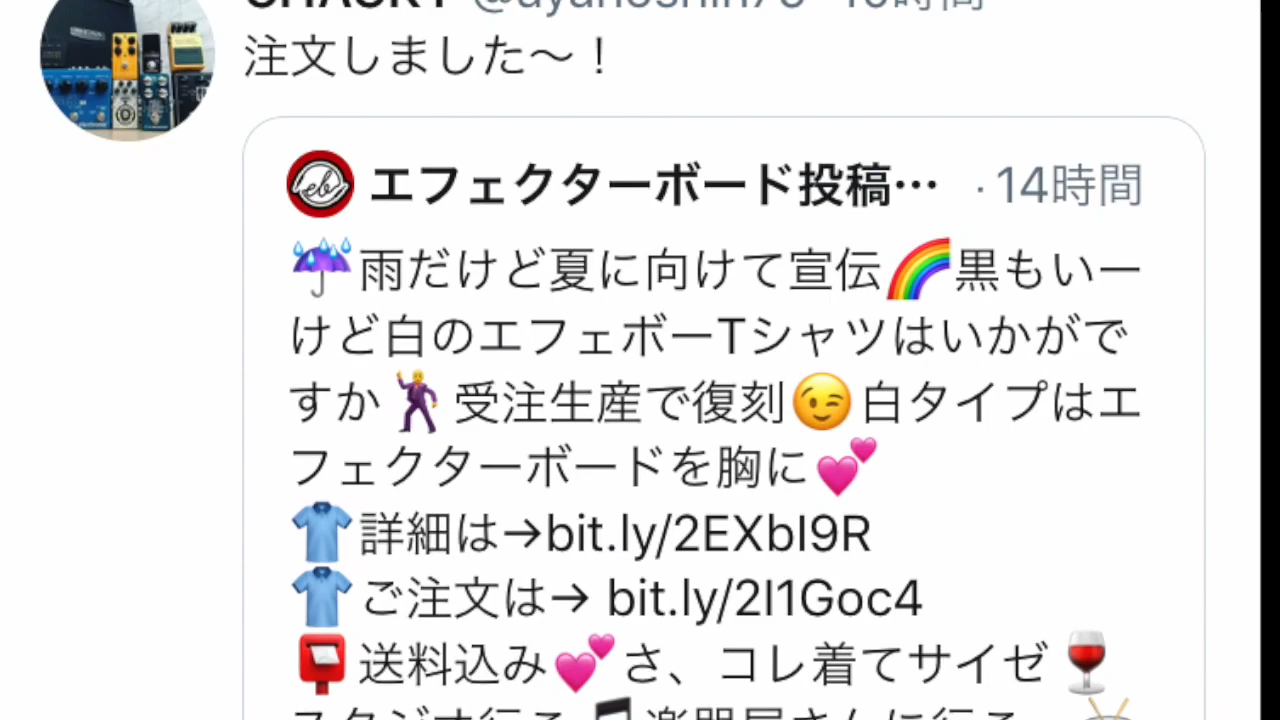 注文しました〜！
エフェクターボード投稿… ·14時間
☔雨だけど夏に向けて宣伝🌈黒もいー
けど白のエフェボーTシャツはいかがで
すか🕺受注生産で復刻😉白タイプはエ
フェクターボードを胸に💕
👕詳細は→bit.ly/2EXbI9R
👕ご注文は→ bit.ly/2I1Goc4
📮送料込み💕さ、コレ着てサイゼ🍷